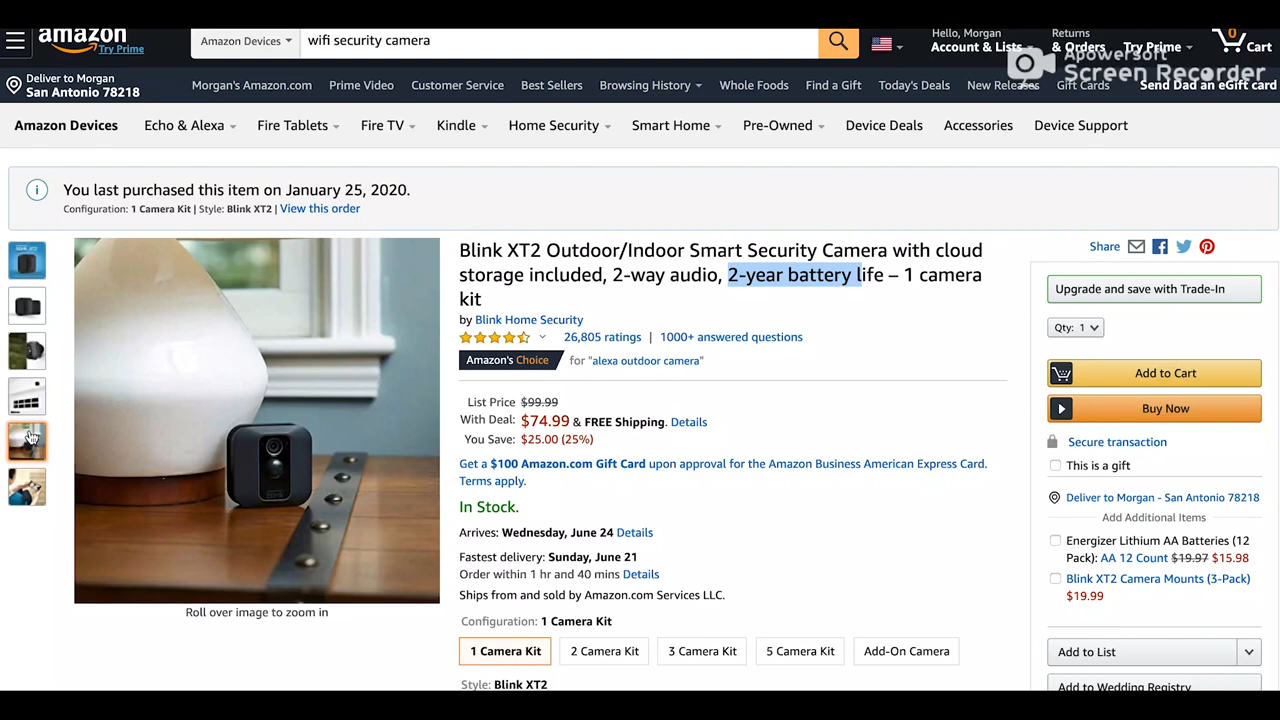 amazon
Try Prime
Amazon Devices
wifi security camera
Hello, Morgan
Account & Lists
Returns
& Orders
Try Prime
0
Cart
Apowersoft
Screen Recorder
Deliver to Morgan
San Antonio 78218
Morgan's Amazon.com
Prime Video
Customer Service
Best Sellers
Browsing History
Whole Foods
Find a Gift
Today's Deals
New Releases
Gift Cards
Send Dad an eGift card
Amazon Devices
Echo & Alexa
Fire Tablets
Fire TV
Kindle
Home Security
Smart Home
Pre-Owned
Device Deals
Accessories
Device Support
You last purchased this item on January 25, 2020.
Configuration: 1 Camera Kit | Style: Blink XT2 | View this order
Blink XT2 Outdoor/Indoor Smart Security Camera with cloud
storage included, 2-way audio, 2-year battery life – 1 camera
kit
by Blink Home Security
26,805 ratings | 1000+ answered questions
Amazon's Choice for "alexa outdoor camera"
List Price $99.99
With Deal: $74.99 & FREE Shipping. Details
You Save: $25.00 (25%)
Get a $100 Amazon.com Gift Card upon approval for the Amazon Business American Express Card.
Terms apply.
In Stock.
Arrives: Wednesday, June 24 Details
Fastest delivery: Sunday, June 21
Order within 1 hr and 40 mins Details
Ships from and sold by Amazon.com Services LLC.
Configuration: 1 Camera Kit
1 Camera Kit
2 Camera Kit
3 Camera Kit
5 Camera Kit
Add-On Camera
Style: Blink XT2
Roll over image to zoom in
Share
Upgrade and save with Trade-In
Qty: 1
Add to Cart
Buy Now
Secure transaction
This is a gift
Deliver to Morgan - San Antonio 78218
Add Additional Items
Energizer Lithium AA Batteries (12
Pack): AA 12 Count $19.97 $15.98
Blink XT2 Camera Mounts (3-Pack)
$19.99
Add to List
Add to Wedding Registry